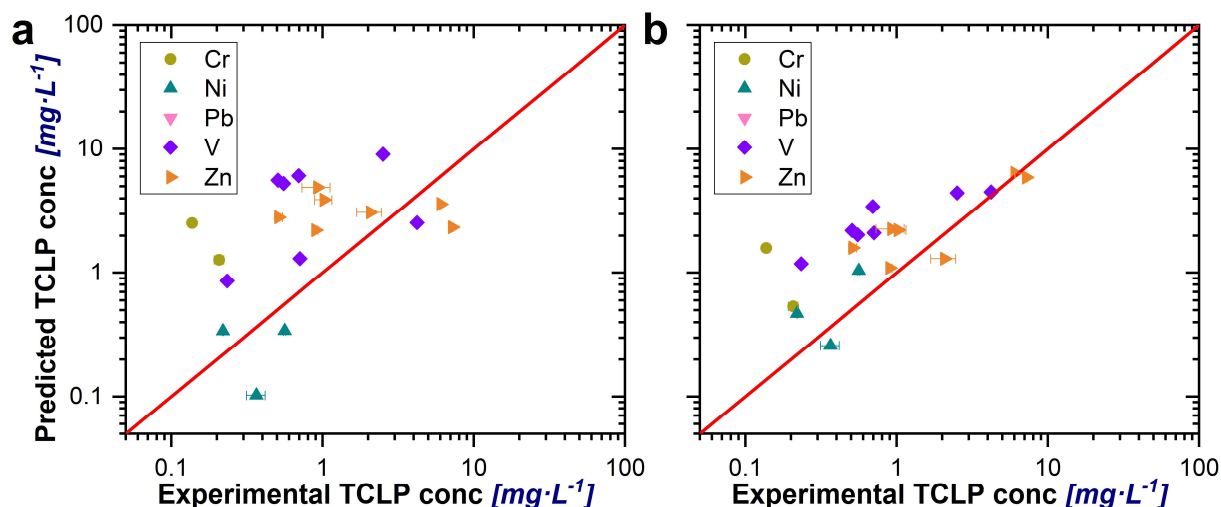 a
Predicted TCLP conc [mg·L⁻¹]
100
10
1
0.1
Cr
Ni
Pb
V
Zn
0.1 1 10 100
Experimental TCLP conc [mg·L⁻¹]
b
Cr
Ni
Pb
V
Zn
0.1 1 10 100
Experimental TCLP conc [mg·L⁻¹]